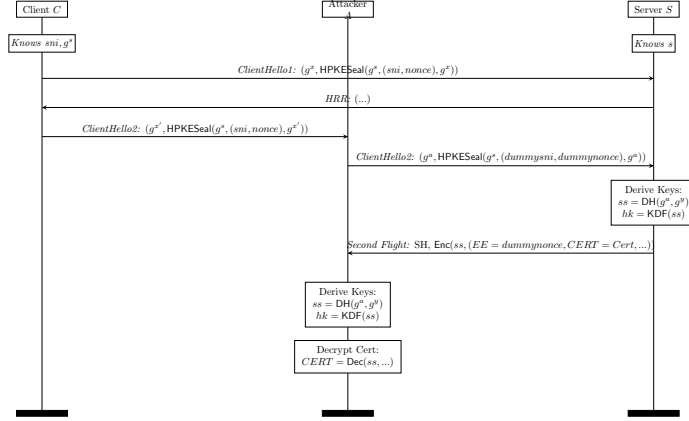 Client C
Attacker
A
Server S
Knows sni, g^s
Knows s
ClientHello1: (g^x, HPKESeal(g^s, (sni, nonce), g^x))
HRR: (...)
ClientHello2: (g^x′, HPKESeal(g^s, (sni, nonce), g^x′))
ClientHello2: (g^a, HPKESeal(g^s, (dummysni, dummynonce), g^a))
Derive Keys:
ss = DH(g^a, g^y)
hk = KDF(ss)
Second Flight: SH, Enc(ss, (EE = dummynonce, CERT = Cert, ...))
Derive Keys:
ss = DH(g^a, g^y)
hk = KDF(ss)
Decrypt Cert:
CERT = Dec(ss, ...)